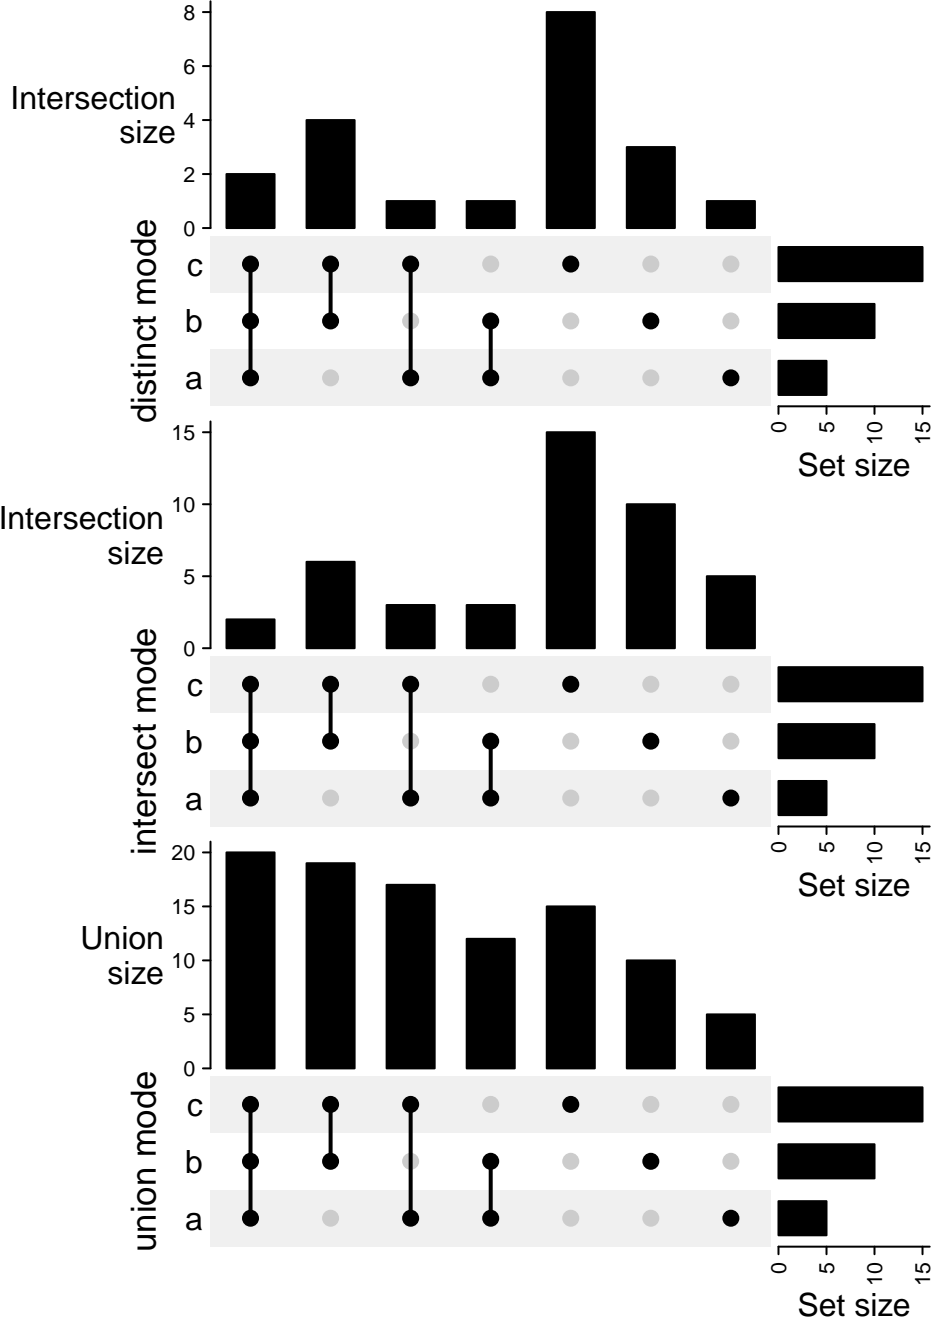 8
6
Intersection
size
4
2
0
distinct mode
c
b
a
0 5 10 15
Set size
15
10
Intersection
size
5
0
intersect mode
c
b
a
0 5 10 15
Set size
20
15
Union
size
10
5
0
union mode
c
b
a
0 5 10 15
Set size